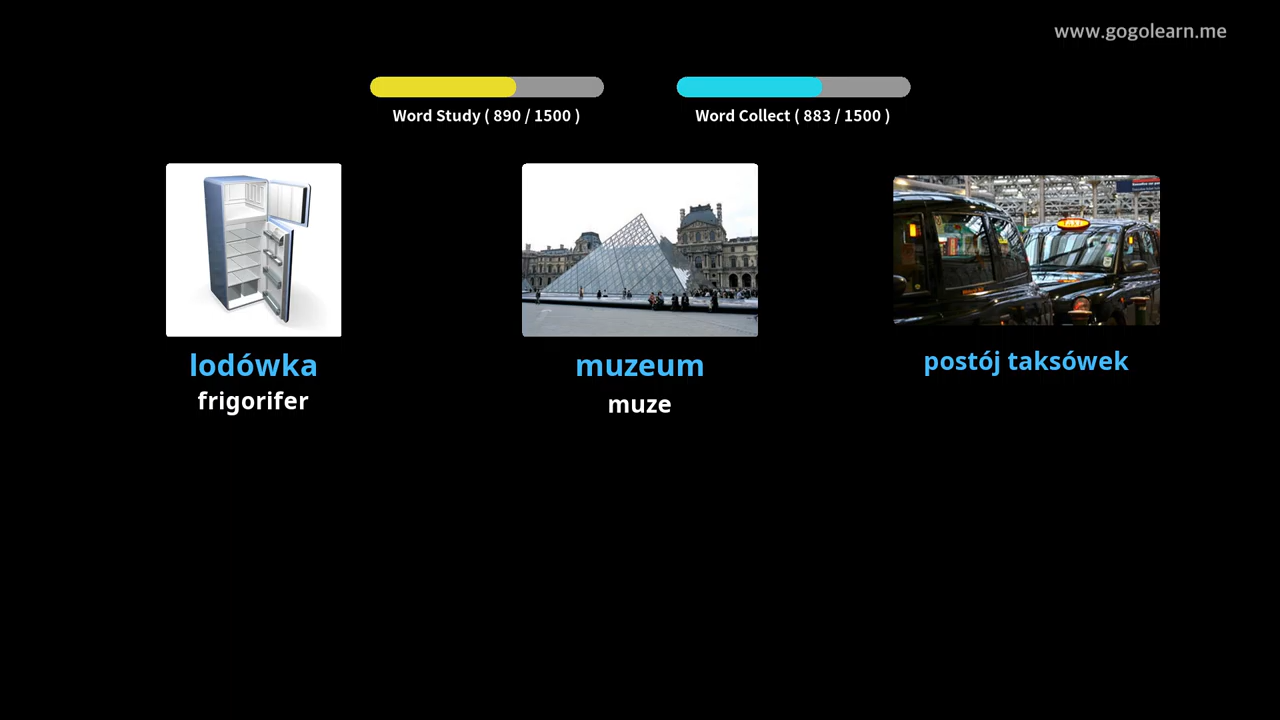 www.gogolearn.me
Word Study ( 890 / 1500 )
Word Collect ( 883 / 1500 )
lodówka
frigorifer
muzeum
muze
postój taksówek